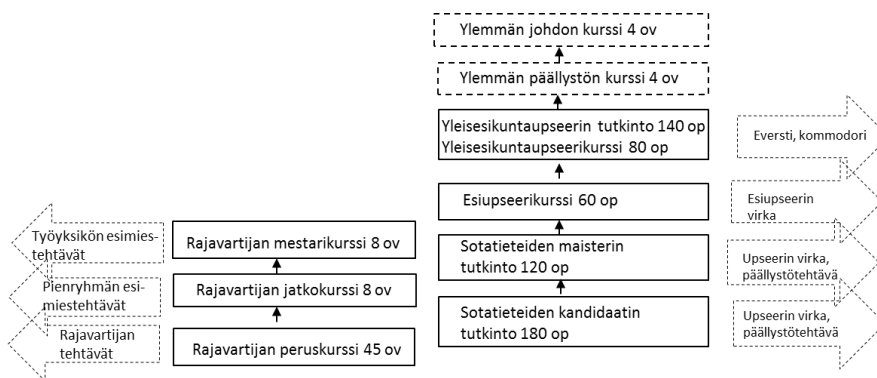 Ylemmän johdon kurssi 4 ov
Ylemmän päällystön kurssi 4 ov
Yleisesikuntaupseerin tutkinto 140 op
Yleisesikuntaupseerikurssi 80 op
Eversti, kommodori
Esiupseerikurssi 60 op
Esiupseerin
virka
Työyksikön esimies-
tehtävät
Rajavartijan mestarikurssi 8 ov
Sotatieteiden maisterin
tutkinto 120 op
Upseerin virka,
päällystötehtävä
Pienryhmän esi-
miestehtävät
Rajavartijan jatkokurssi 8 ov
Sotatieteiden kandidaatin
tutkinto 180 op
Upseerin virka,
päällystötehtävä
Rajavartijan
tehtävät
Rajavartijan peruskurssi 45 ov